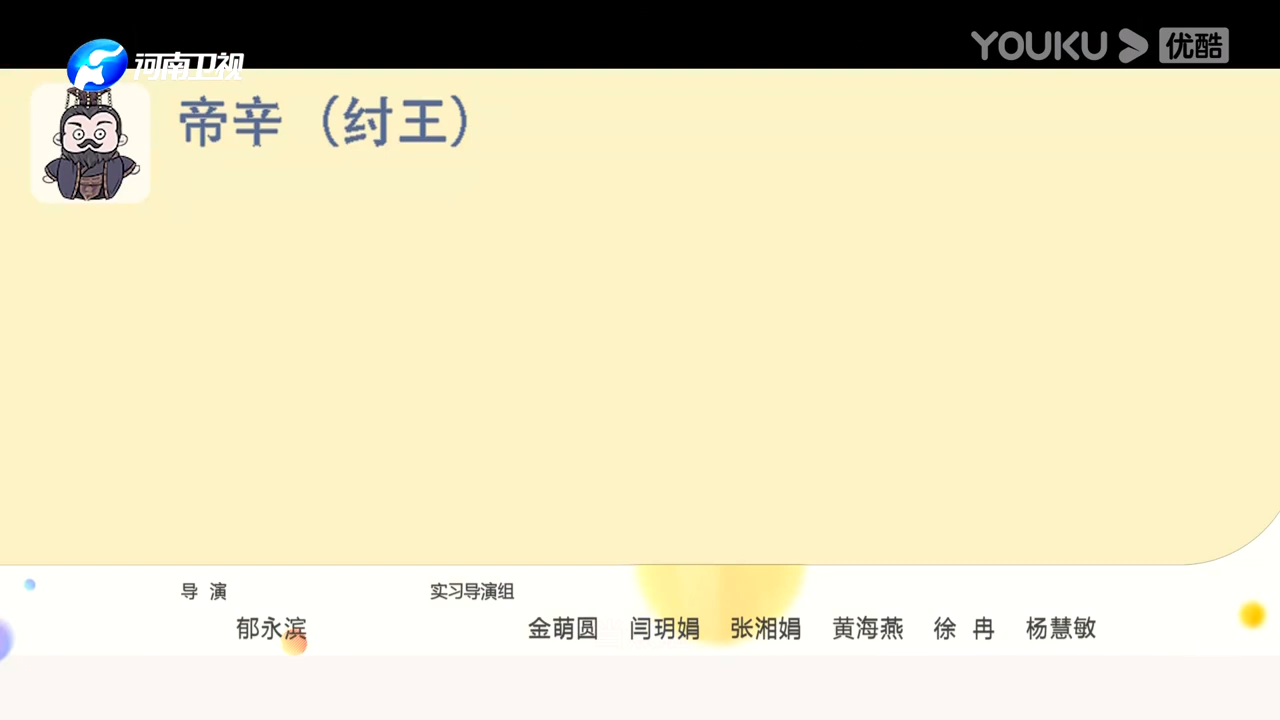 YOUKU 优酷
河南卫视
帝辛（纣王）
导 演
实习导演组
郁永滨
金萌圆 闫玥娟 张湘娟 黄海燕 徐 冉 杨慧敏